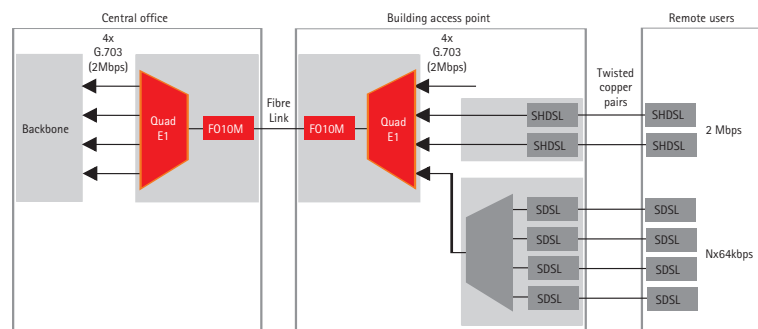 Central office
Building access point
Remote users
4x
G.703
(2Mbps)
4x
G.703
(2Mbps)
Twisted
copper
pairs
Backbone
Quad
E1
FO10M
Fibre
Link
FO10M
Quad
E1
SHDSL
SHDSL
SHDSL
SHDSL
2 Mbps
SDSL
SDSL
SDSL
SDSL
SDSL
SDSL
SDSL
SDSL
Nx64kbps